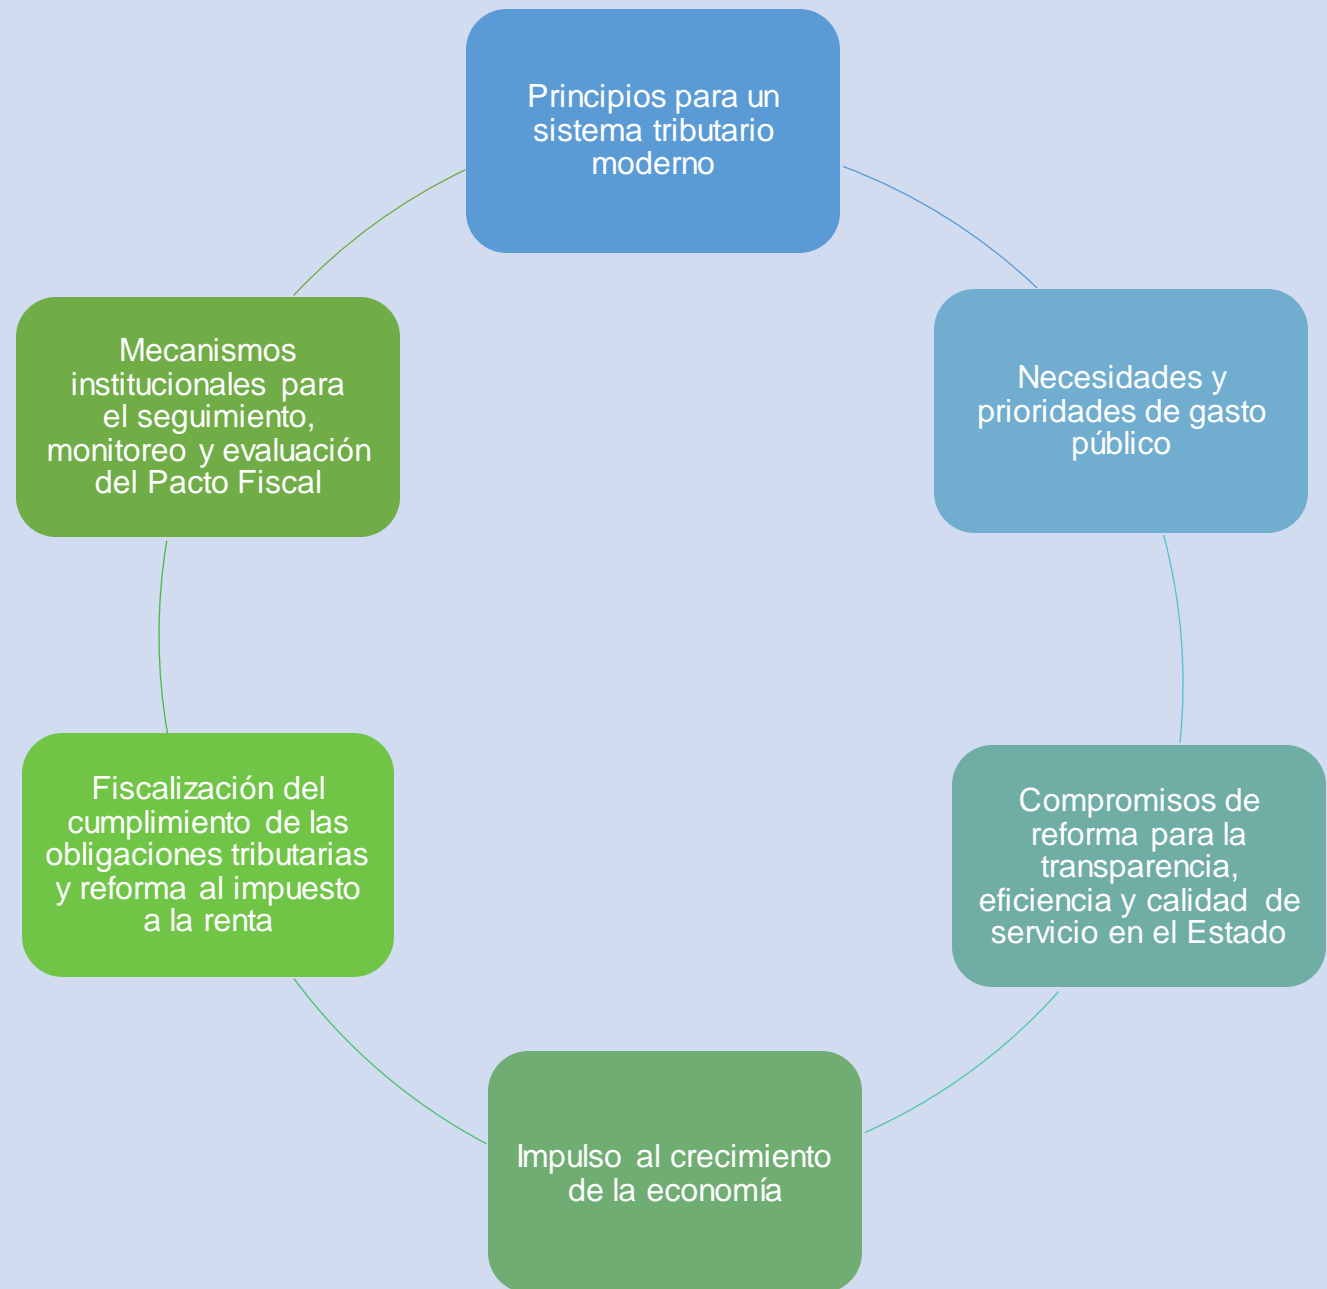 Principios para un
sistema tributario
moderno
Necesidades y
prioridades de gasto
público
Compromisos de
reforma para la
transparencia,
eficiencia y calidad de
servicio en el Estado
Impulso al crecimiento
de la economía
Fiscalización del
cumplimiento de las
obligaciones tributarias
y reforma al impuesto
a la renta
Mecanismos
institucionales para
el seguimiento,
monitoreo y evaluación
del Pacto Fiscal